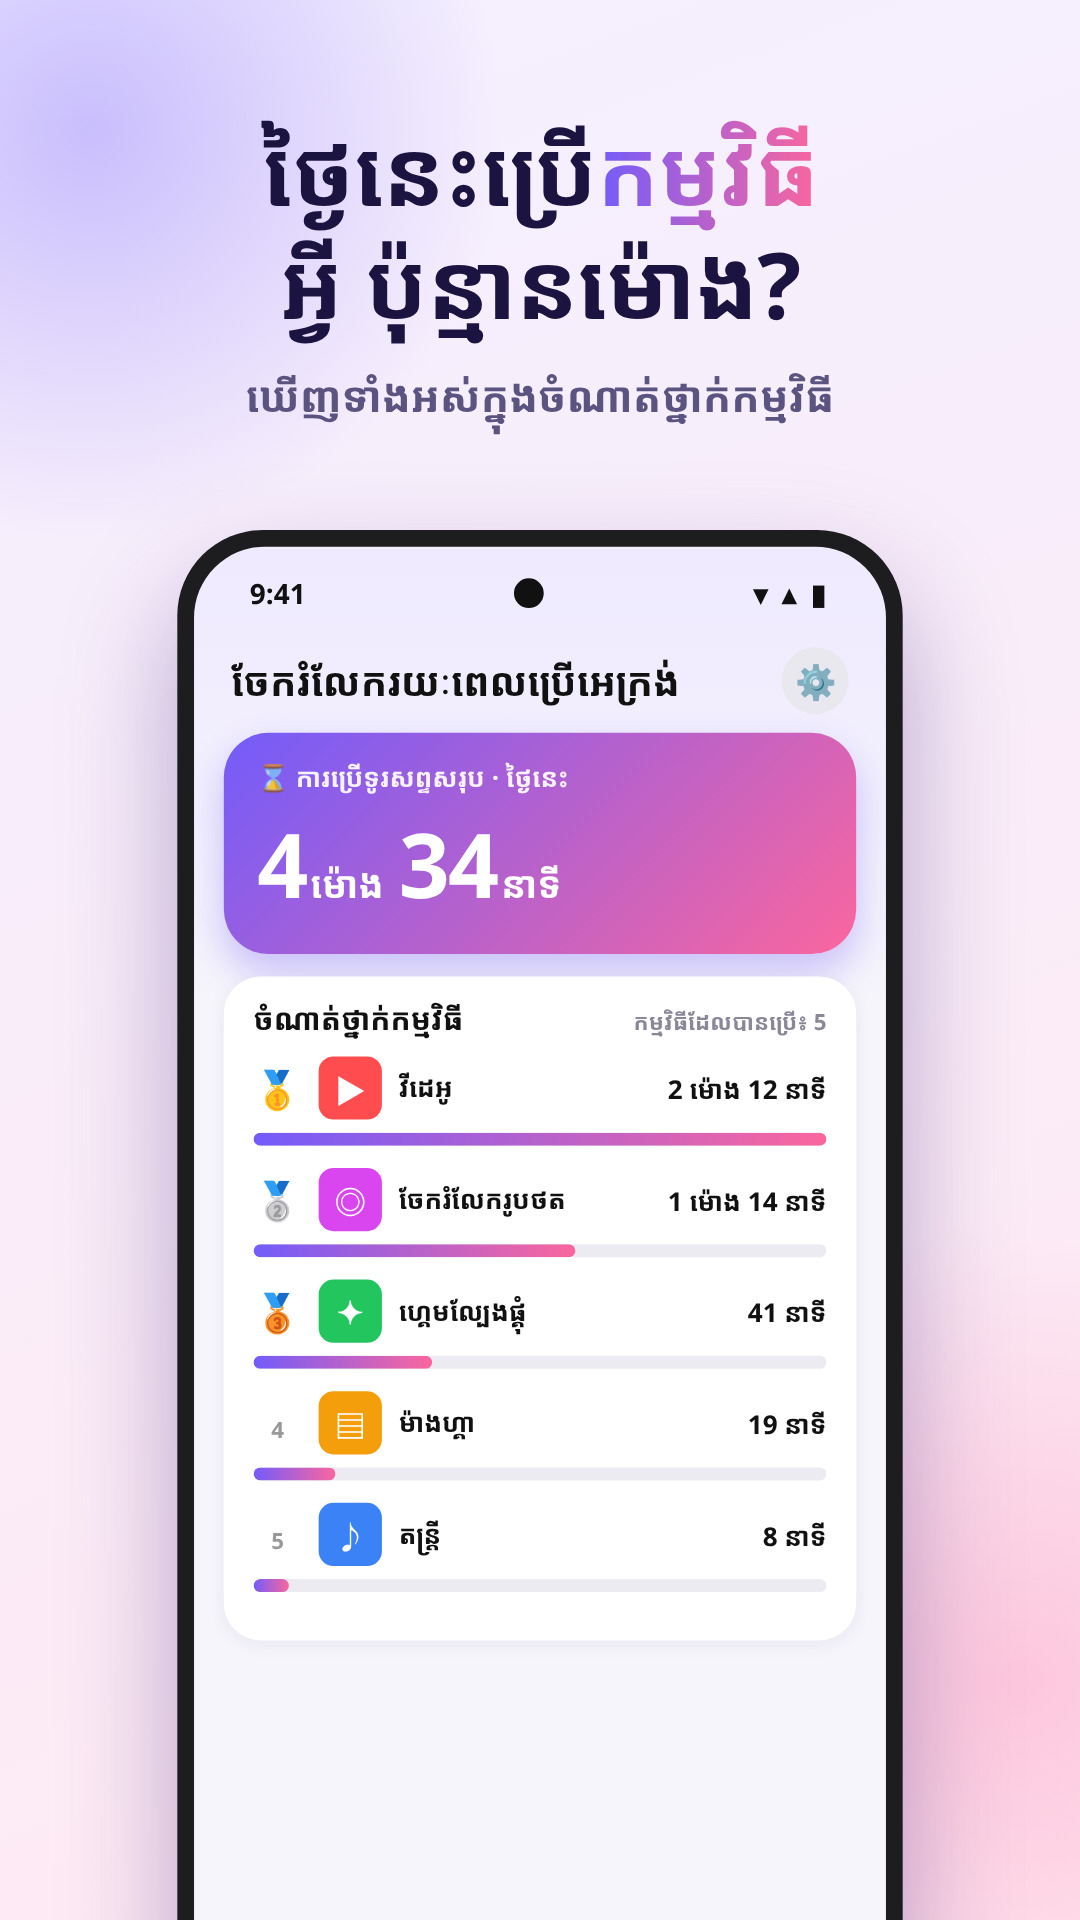 ថ្ងៃនេះប្រើកម្មវិធី
អ្វី ប៉ុន្មានម៉ោង?
ឃើញទាំងអស់ក្នុងចំណាត់ថ្នាក់កម្មវិធី
9:41
ចែករំលែករយៈពេលប្រើអេក្រង់
ការប្រើទូរសព្ទសរុប · ថ្ងៃនេះ
4ម៉ោង 34នាទី
ចំណាត់ថ្នាក់កម្មវិធី
កម្មវិធីដែលបានប្រើ៖ 5
1 វីដេអូ 2 ម៉ោង 12 នាទី
2 ចែករំលែករូបថត 1 ម៉ោង 14 នាទី
3 ហ្គេមល្បែងផ្គុំ 41 នាទី
4 ម៉ាងហ្គា 19 នាទី
5 តន្ត្រី 8 នាទី